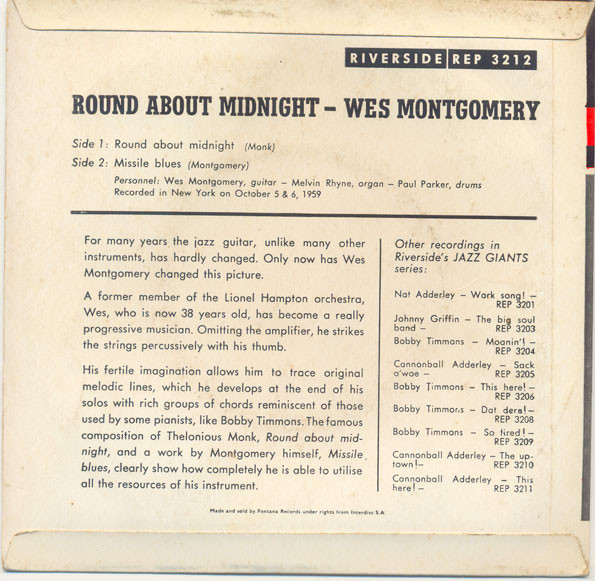 RIVERSIDE REP 3212
ROUND ABOUT MIDNIGHT – WES MONTGOMERY
Side 1: Round about midnight (Monk)
Side 2: Missile blues (Montgomery)
Personnel: Wes Montgomery, guitar – Melvin Rhyne, organ – Paul Parker, drums
Recorded in New York on October 5 & 6, 1959
For many years the jazz guitar, unlike many other
instruments, has hardly changed. Only now has Wes
Montgomery changed this picture.
A former member of the Lionel Hampton orchestra,
Wes, who is now 38 years old, has become a really
progressive musician. Omitting the amplifier, he strikes
the strings percussively with his thumb.
His fertile imagination allows him to trace original
melodic lines, which he develops at the end of his
solos with rich groups of chords reminiscent of those
used by some pianists, like Bobby Timmons. The famous
composition of Thelonious Monk, Round about mid-
night, and a work by Montgomery himself, Missile
blues, clearly show how completely he is able to utilise
all the resources of his instrument.
Other recordings in
Riverside's JAZZ GIANTS
series:
Nat Adderley – Work song! –
REP 3201
Johnny Griffin – The big soul
band – REP 3203
Bobby Timmons – Moanin'! –
REP 3204
Cannonball Adderley – Sack
o'woe – REP 3205
Bobby Timmons – This here! –
REP 3206
Bobby Timmons – Dat dere! –
REP 3208
Bobby Timmons – So tired! –
REP 3209
Cannonball Adderley – The up-
town! – REP 3210
Cannonball Adderley – This
here! – REP 3211
Made and sold by Fontana Records under rights from Interdisc S.A.